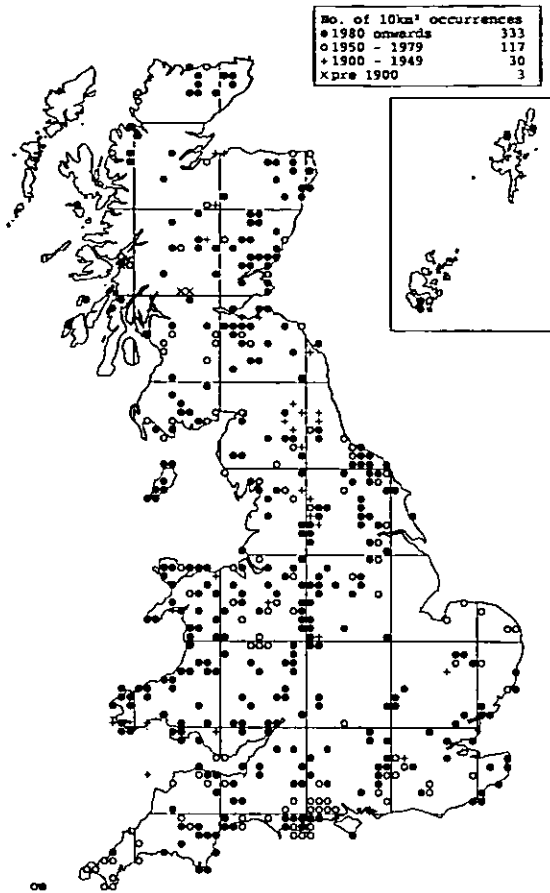 No. of 10km² occurrences
● 1980 onwards 333
○ 1950 - 1979 117
+ 1900 - 1949 30
× pre 1900 3